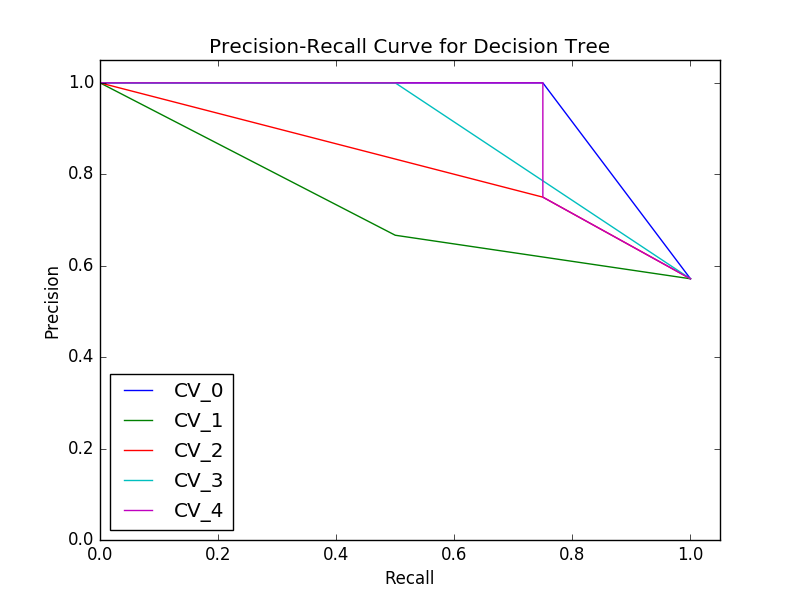 Precision-Recall Curve for Decision Tree
1.0
0.8
0.6
0.4
0.2
0.0
Precision
CV_0
CV_1
CV_2
CV_3
CV_4
0.0 0.2 0.4 0.6 0.8 1.0
Recall